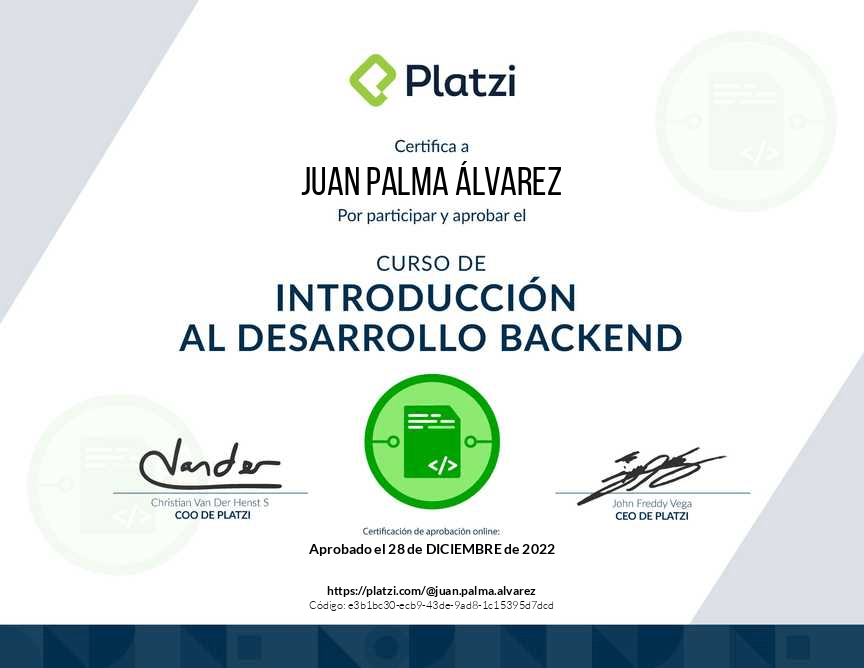 Platzi
Certifica a
JUAN PALMA ÁLVAREZ
Por participar y aprobar el
CURSO DE
INTRODUCCIÓN
AL DESARROLLO BACKEND
</>
Vander
Christian Van Der Henst S
COO DE PLATZI
John Freddy Vega
CEO DE PLATZI
Certificación de aprobación online:
Aprobado el 28 de DICIEMBRE de 2022
https://platzi.com/@juan.palma.alvarez
Código: e3b1bc30-ecb9-43de-9ad8-1c15395d7dcd